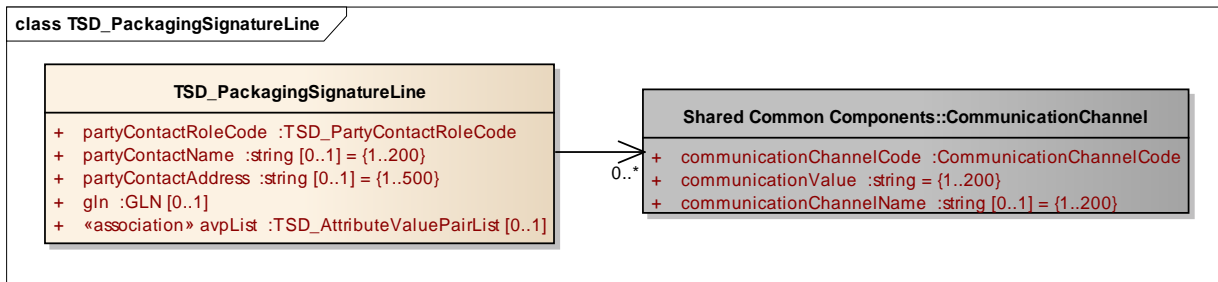 class TSD_PackagingSignatureLine
TSD_PackagingSignatureLine
+ partyContactRoleCode :TSD_PartyContactRoleCode
+ partyContactName :string [0..1] = {1..200}
+ partyContactAddress :string [0..1] = {1..500}
+ gln :GLN [0..1]
+ «association» avpList :TSD_AttributeValuePairList [0..1]
0..*
Shared Common Components::CommunicationChannel
+ communicationChannelCode :CommunicationChannelCode
+ communicationValue :string = {1..200}
+ communicationChannelName :string [0..1] = {1..200}